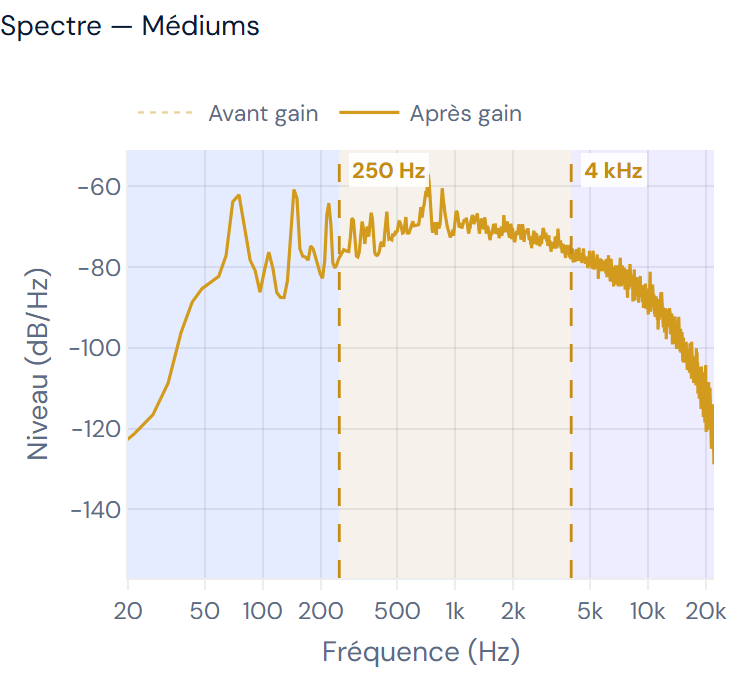 Spectre — Médiums
Avant gain Après gain
250 Hz
4 kHz
Niveau (dB/Hz)
−60
−80
−100
−120
−140
20 50 100 200 500 1k 2k 5k 10k 20k
Fréquence (Hz)